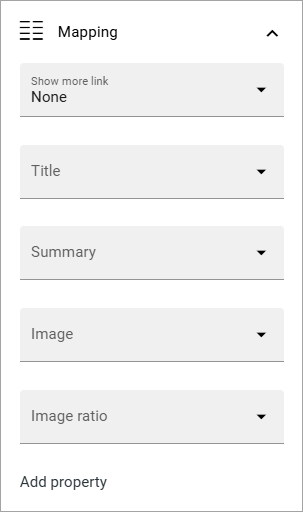 Mapping
Show more link
None
Title
Summary
Image
Image ratio
Add property